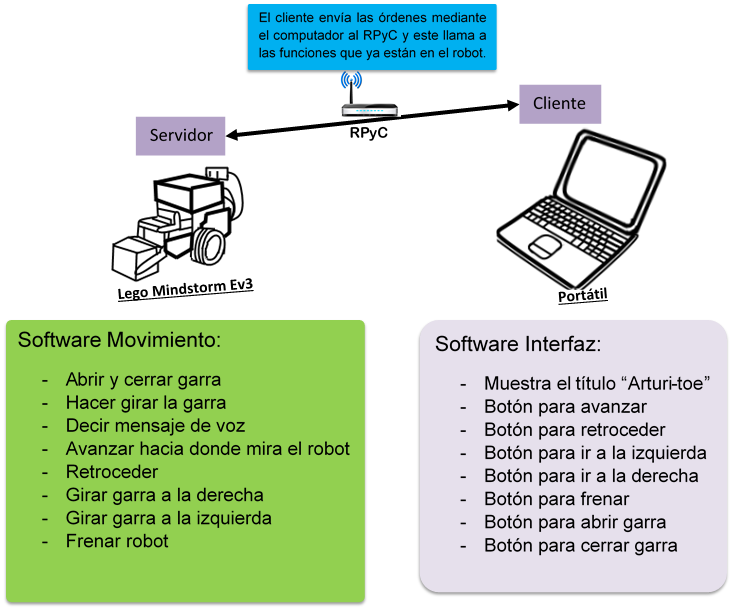 El cliente envía las órdenes mediante
el computador al RPyC y este llama a
las funciones que ya están en el robot.
Cliente
Servidor
RPyC
Lego Mindstorm Ev3
Portátil
Software Movimiento:
- Abrir y cerrar garra
- Hacer girar la garra
- Decir mensaje de voz
- Avanzar hacia donde mira el robot
- Retroceder
- Girar garra a la derecha
- Girar garra a la izquierda
- Frenar robot
Software Interfaz:
- Muestra el título “Arturi-toe”
- Botón para avanzar
- Botón para retroceder
- Botón para ir a la izquierda
- Botón para ir a la derecha
- Botón para frenar
- Botón para abrir garra
- Botón para cerrar garra